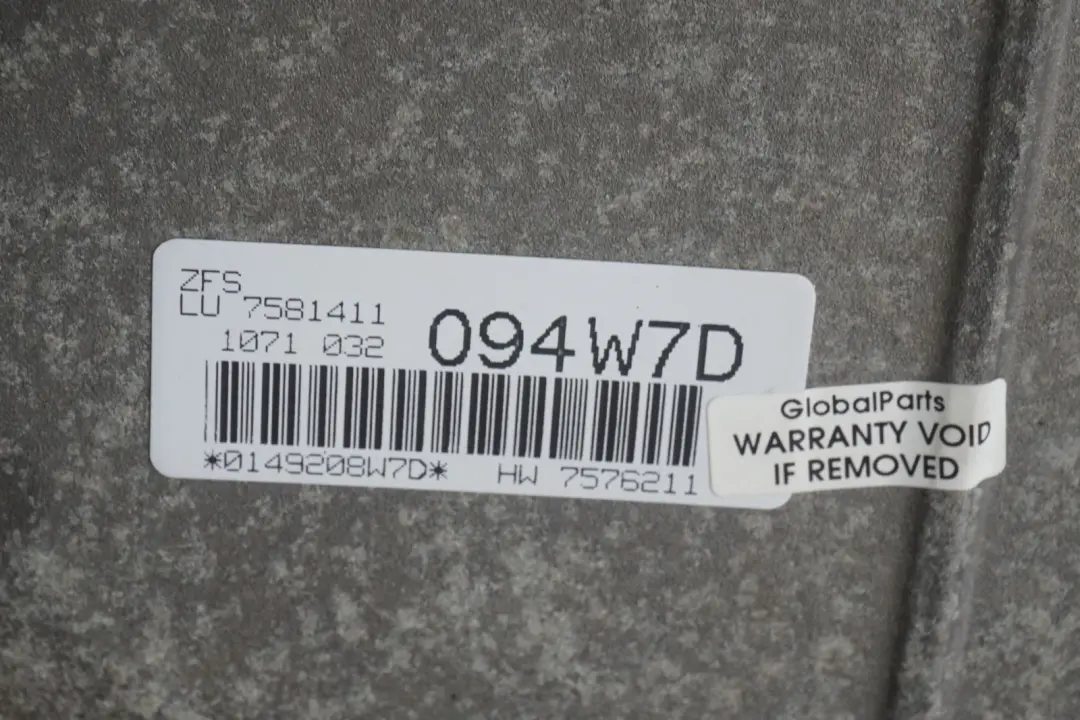 ZFS
LU 7581411
1071 032
094W7D
*0149208W7D*
HW 7576211
GlobalParts
WARRANTY VOID
IF REMOVED